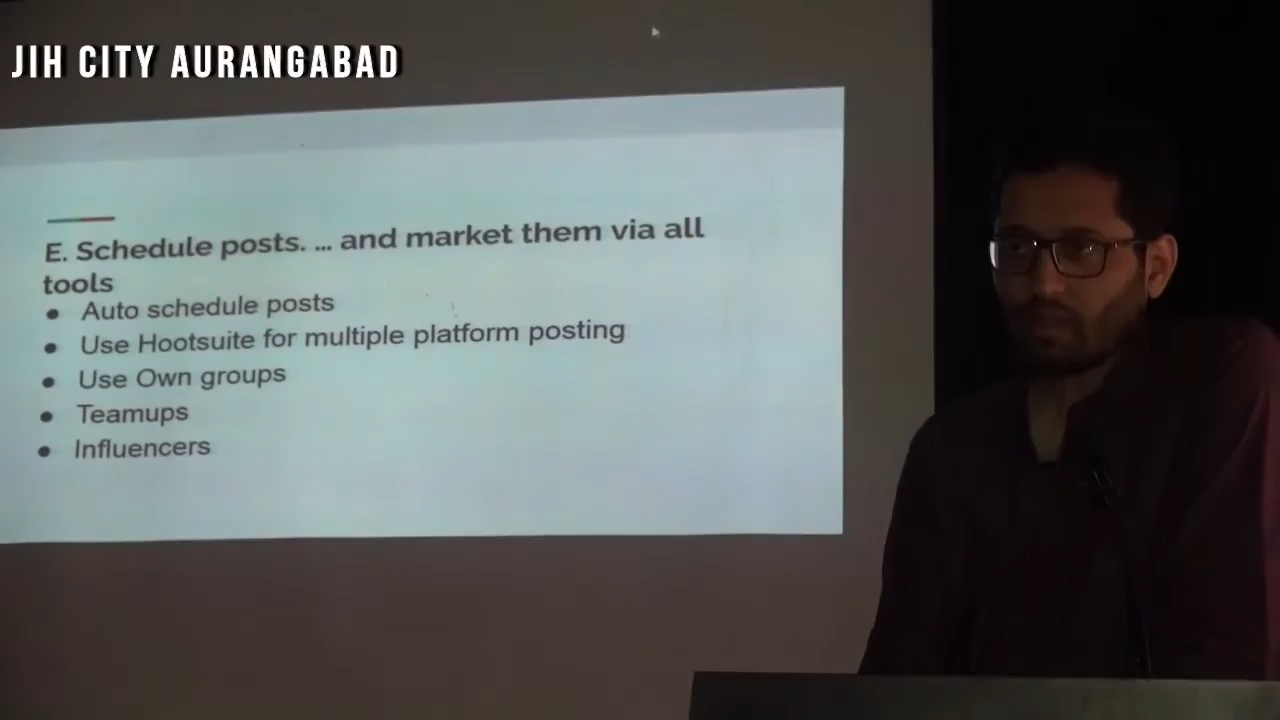 JIH CITY AURANGABAD
E. Schedule posts. ... and market them via all
tools
● Auto schedule posts
● Use Hootsuite for multiple platform posting
● Use Own groups
● Teamups
● Influencers